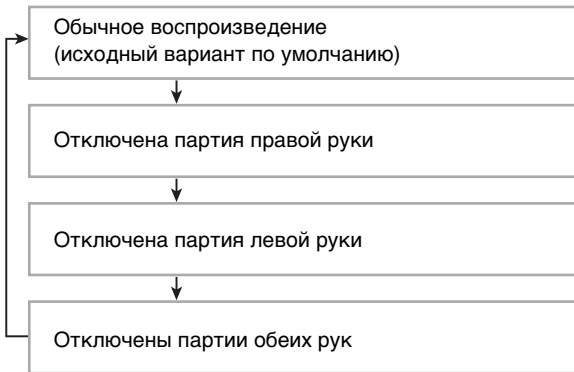 Обычное воспроизведение
(исходный вариант по умолчанию)
Отключена партия правой руки
Отключена партия левой руки
Отключены партии обеих рук